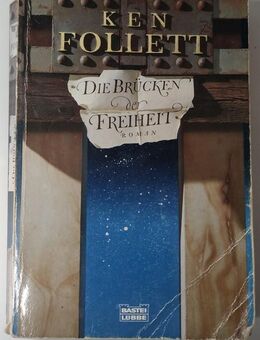 KEN
FOLLETT
DIE BRÜCKEN
der
FREIHEIT
ROMAN
BASTEI
LÜBBE